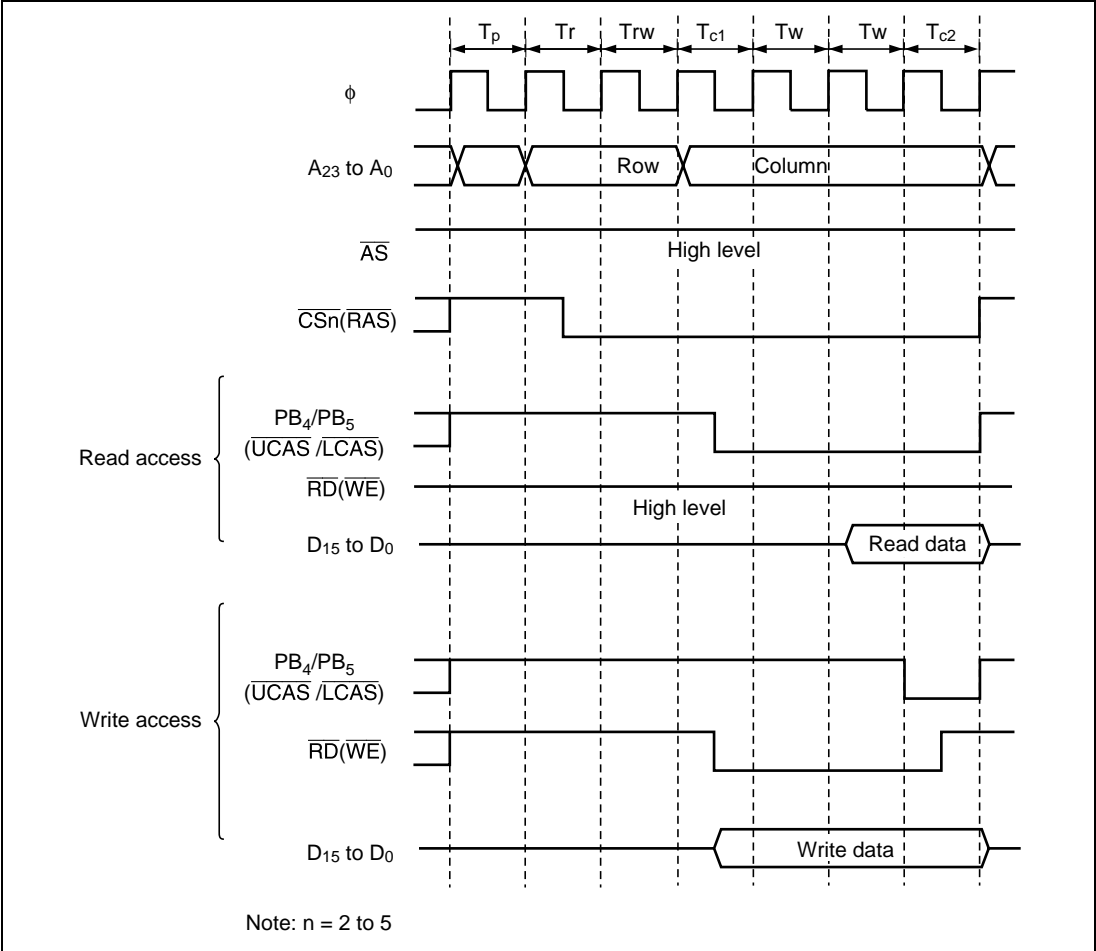 Tp Tr Trw Tc1 Tw Tw Tc2
φ
A23 to A0 Row Column
AS High level
CSn(RAS)
Read access
PB4/PB5
(UCAS /LCAS)
RD(WE) High level
D15 to D0 Read data
Write access
PB4/PB5
(UCAS /LCAS)
RD(WE)
D15 to D0 Write data
Note: n = 2 to 5